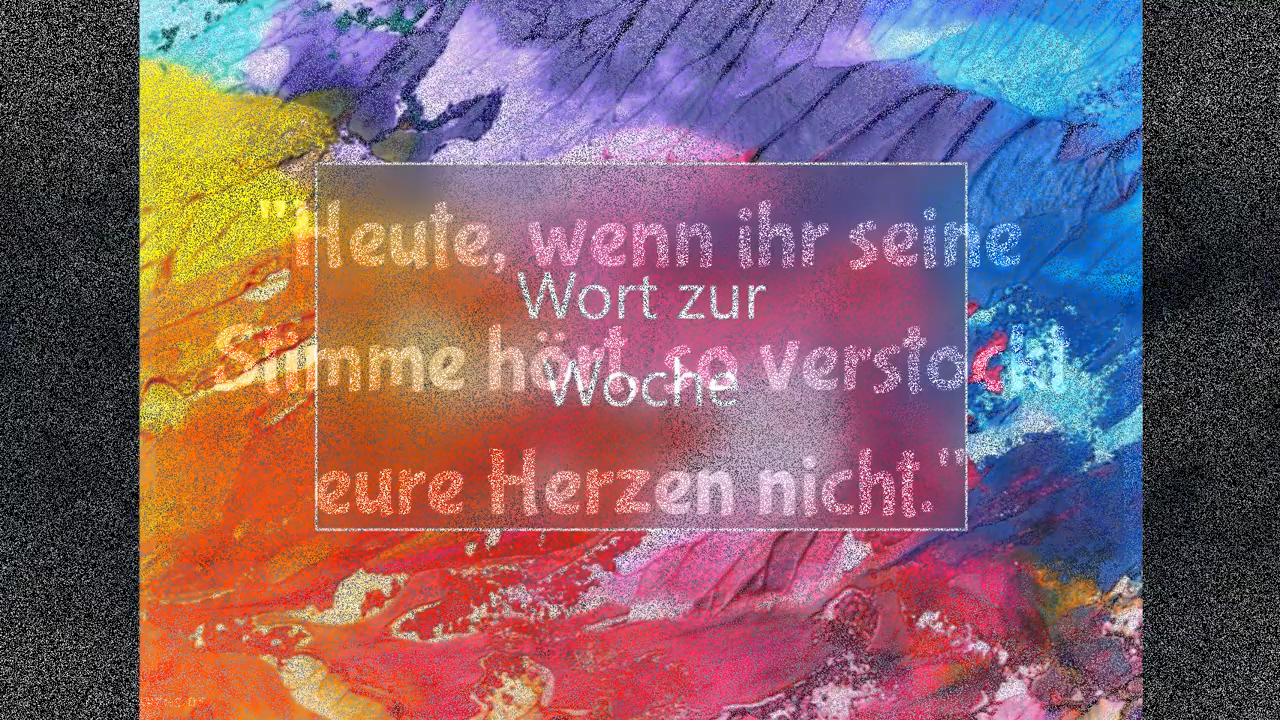 "Heute, wenn ihr seine
Wort zur
Stimme hört, so verstockt
Woche
eure Herzen nicht."